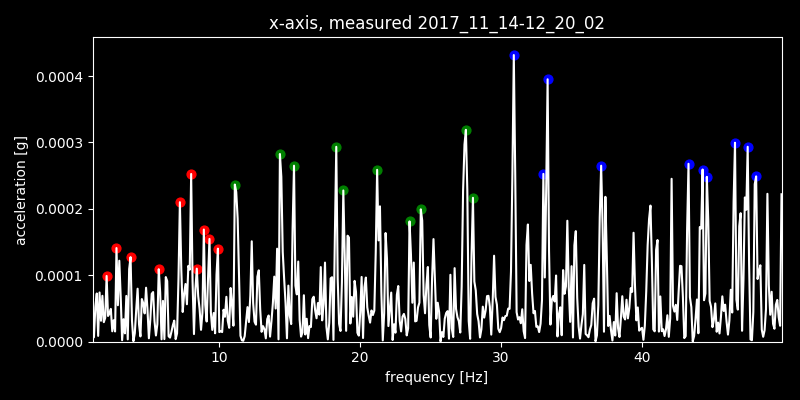 x-axis, measured 2017_11_14-12_20_02
0.0004
0.0003
0.0002
0.0001
0.0000
acceleration [g]
10 20 30 40
frequency [Hz]